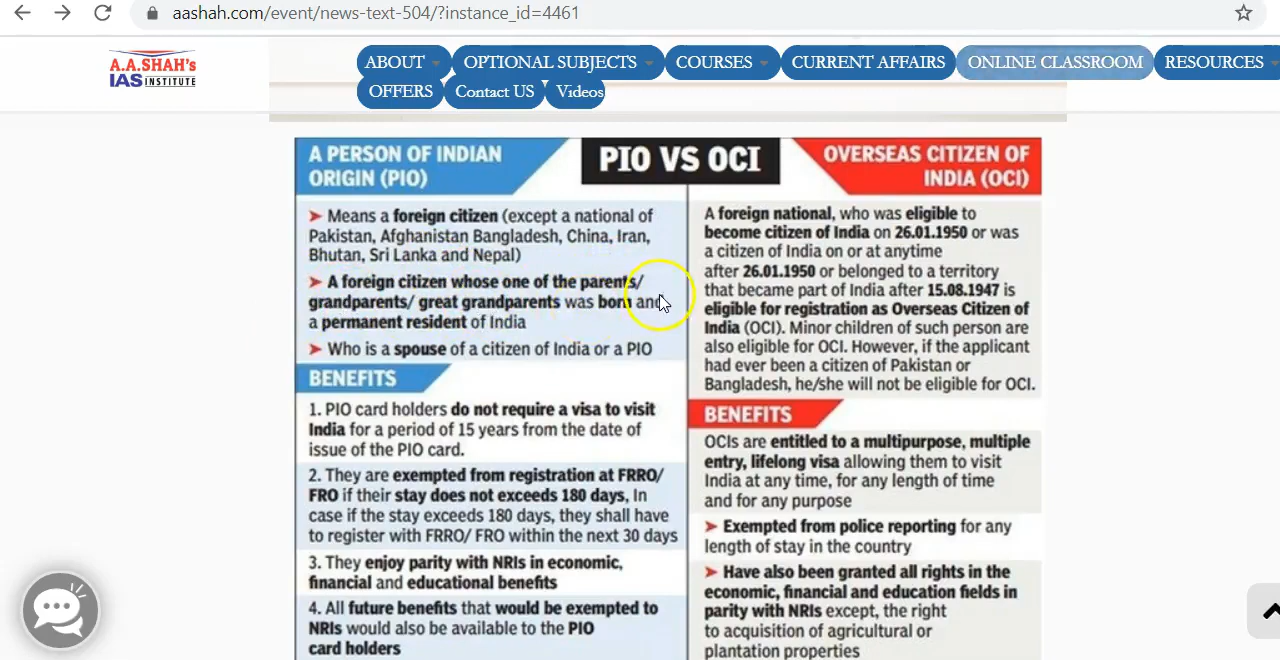 aashah.com/event/news-text-504/?instance_id=4461
A.A.SHAH's
IAS INSTITUTE
ABOUT OPTIONAL SUBJECTS COURSES CURRENT AFFAIRS ONLINE CLASSROOM RESOURCES
OFFERS Contact US Videos
PIO VS OCI
A PERSON OF INDIAN
ORIGIN (PIO)
➤ Means a foreign citizen (except a national of
Pakistan, Afghanistan Bangladesh, China, Iran,
Bhutan, Sri Lanka and Nepal)
➤ A foreign citizen whose one of the parents/
grandparents/ great grandparents was born and
a permanent resident of India
➤ Who is a spouse of a citizen of India or a PIO
BENEFITS
1. PIO card holders do not require a visa to visit
India for a period of 15 years from the date of
issue of the PIO card.
2. They are exempted from registration at FRRO/
FRO if their stay does not exceeds 180 days, In
case if the stay exceeds 180 days, they shall have
to register with FRRO/ FRO within the next 30 days
3. They enjoy parity with NRIs in economic,
financial and educational benefits
4. All future benefits that would be exempted to
NRIs would also be available to the PIO
card holders
OVERSEAS CITIZEN OF
INDIA (OCI)
A foreign national, who was eligible to
become citizen of India on 26.01.1950 or was
a citizen of India on or at anytime
after 26.01.1950 or belonged to a territory
that became part of India after 15.08.1947 is
eligible for registration as Overseas Citizen of
India (OCI). Minor children of such person are
also eligible for OCI. However, if the applicant
had ever been a citizen of Pakistan or
Bangladesh, he/she will not be eligible for OCI.
BENEFITS
OCIs are entitled to a multipurpose, multiple
entry, lifelong visa allowing them to visit
India at any time, for any length of time
and for any purpose
➤ Exempted from police reporting for any
length of stay in the country
➤ Have also been granted all rights in the
economic, financial and education fields in
parity with NRIs except, the right
to acquisition of agricultural or
plantation properties